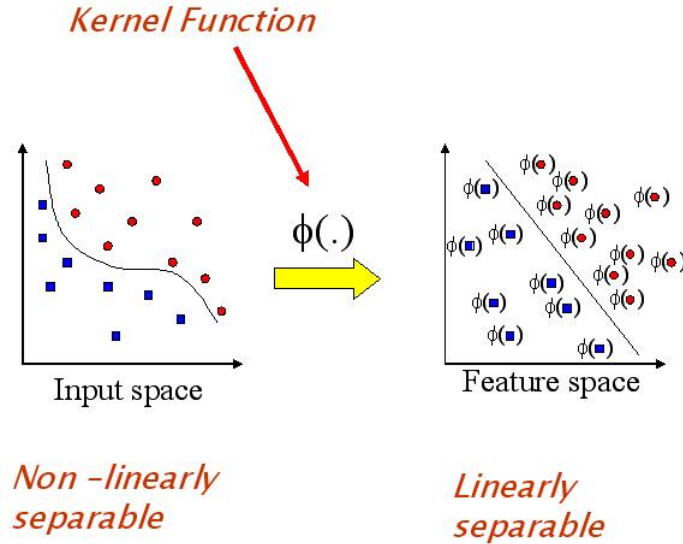 Kernel Function
ϕ(.)
Input space
ϕ(●)
ϕ(●)
ϕ(■)
ϕ(●)
ϕ(●)
ϕ(●)
ϕ(■)
ϕ(●)
ϕ(■)
ϕ(●)
ϕ(●)
ϕ(●)
ϕ(■)
ϕ(●)
ϕ(■)
ϕ(■)
ϕ(■)
ϕ(■)
Feature space
Non -linearly
separable
Linearly
separable